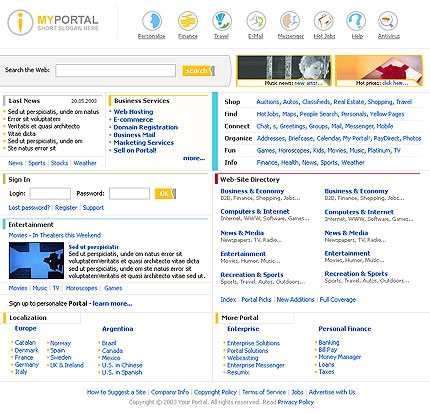 MYPORTAL
SHORT SLOGAN HERE
Personalize Finance Travel E-Mail Messenger Hot Jobs Help Antivirus
Search the Web: search
Music news: new artist... Hot prices: click here...
Last News 20.05.2003
Sed ut perspiciatis, unde om natus
Error sit voluptatem
Veritatis et quasi architecto
Vitae dicta
Sed ut perspiciatis, unde om natus
Error sit voluptatem
News | Sports | Stocks | Weather
Business Services
Web Hosting
E-commerce
Domain Registration
Business Mail
Marketing Services
Sell on Portal!
more...
Shop Auctions, Autos, Classifieds, Real Estate, Shopping, Travel
Find HotJobs, Maps, People Search, Personals, Yellow Pages
Connect Chat, s, Greetings, Groups, Mail, Messenger, Mobile
Organize Addresses, Briefcase, Calendar, My Portal!, PayDirect, Photos
Fun Games, Horoscopes, Kids, Movies, Music, Platinum, TV
Info Finance, Health, News, Sports, Weather
Sign In
Login: Password: OK
Lost password? | Register | Support
Entertainment
Movies - In Theaters this Weekend
Sed ut perspiciatis
Sed ut perspiciatis, unde om natus error sit
voluptatemVeritatis et quasi architecto
vitae dicta sed ut perspiciatis, unde om
natus error sit voluptatemVeritatis et
quasi architecto vitae sed ut.
Movies | Music | TV | Horoscopes | Games
Sign up to personalize Portal - learn more...
Web-Site Directory
Business & Economy
B2B, Finance, Shopping, Jobs...
Computers & Internet
Internet, WWW, Software, Games...
News & Media
Newspapers, TV, Radio...
Entertainment
Movies, Humor, Music...
Recreation & Sports
Sports, Travel, Autos, Outdoors...
Business & Economy
B2B, Finance, Shopping, Jobs...
Computers & Internet
Internet, WWW, Software, Games...
News & Media
Newspapers, TV, Radio...
Entertainment
Movies, Humor, Music...
Recreation & Sports
Sports, Travel, Autos, Outdoors...
Index | Portal Picks | New Additions | Full Coverage
Localization
Europe
Catalan
Denmark
France
Germany
Italy
Norway
Spain
Sweden
UK & Ireland
Argentina
Brazil
Canada
Mexico
U.S. in Chinese
U.S. in Spanish
More Portal
Enterprise
Enterprise Solutions
Portal Solutions
Webcasting
Enterprise Messenger
Resumix
Personal Finance
Banking
Bill Pay
Money Manager
Loans
Taxes
How to Suggest a Site | Company Info | Copyright Policy | Terms of Service | Jobs | Advertise with Us
Copyright © 2003 Your Portal. All rights reserved. Read Privacy Policy